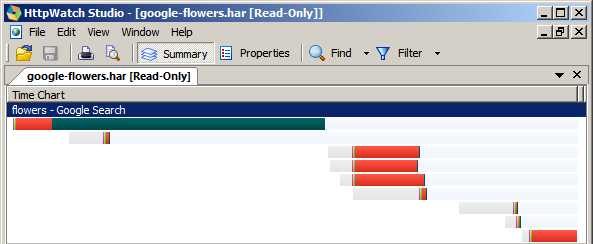 HttpWatch Studio - [google-flowers.har [Read-Only]]
File Edit View Window Help
Summary Properties Find Filter
google-flowers.har [Read-Only]
Time Chart
flowers - Google Search